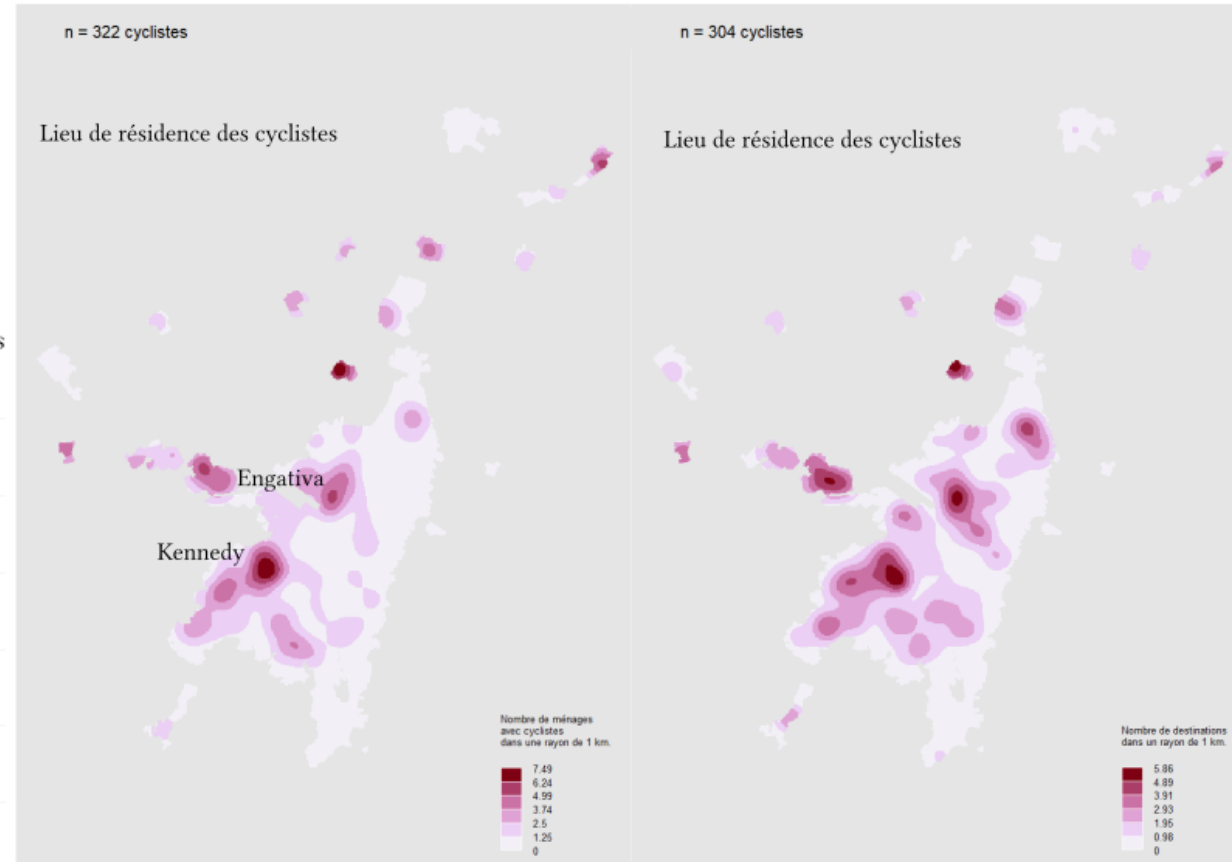 n = 322 cyclistes
Lieu de résidence des cyclistes
s
Engativa
Kennedy
Nombre de ménages
avec cyclistes
dans une rayon de 1 km.
7.49
6.24
4.99
3.74
2.5
1.25
0
n = 304 cyclistes
Lieu de résidence des cyclistes
Nombre de destinations
dans un rayon de 1 km.
5.86
4.89
3.91
2.93
1.95
0.98
0